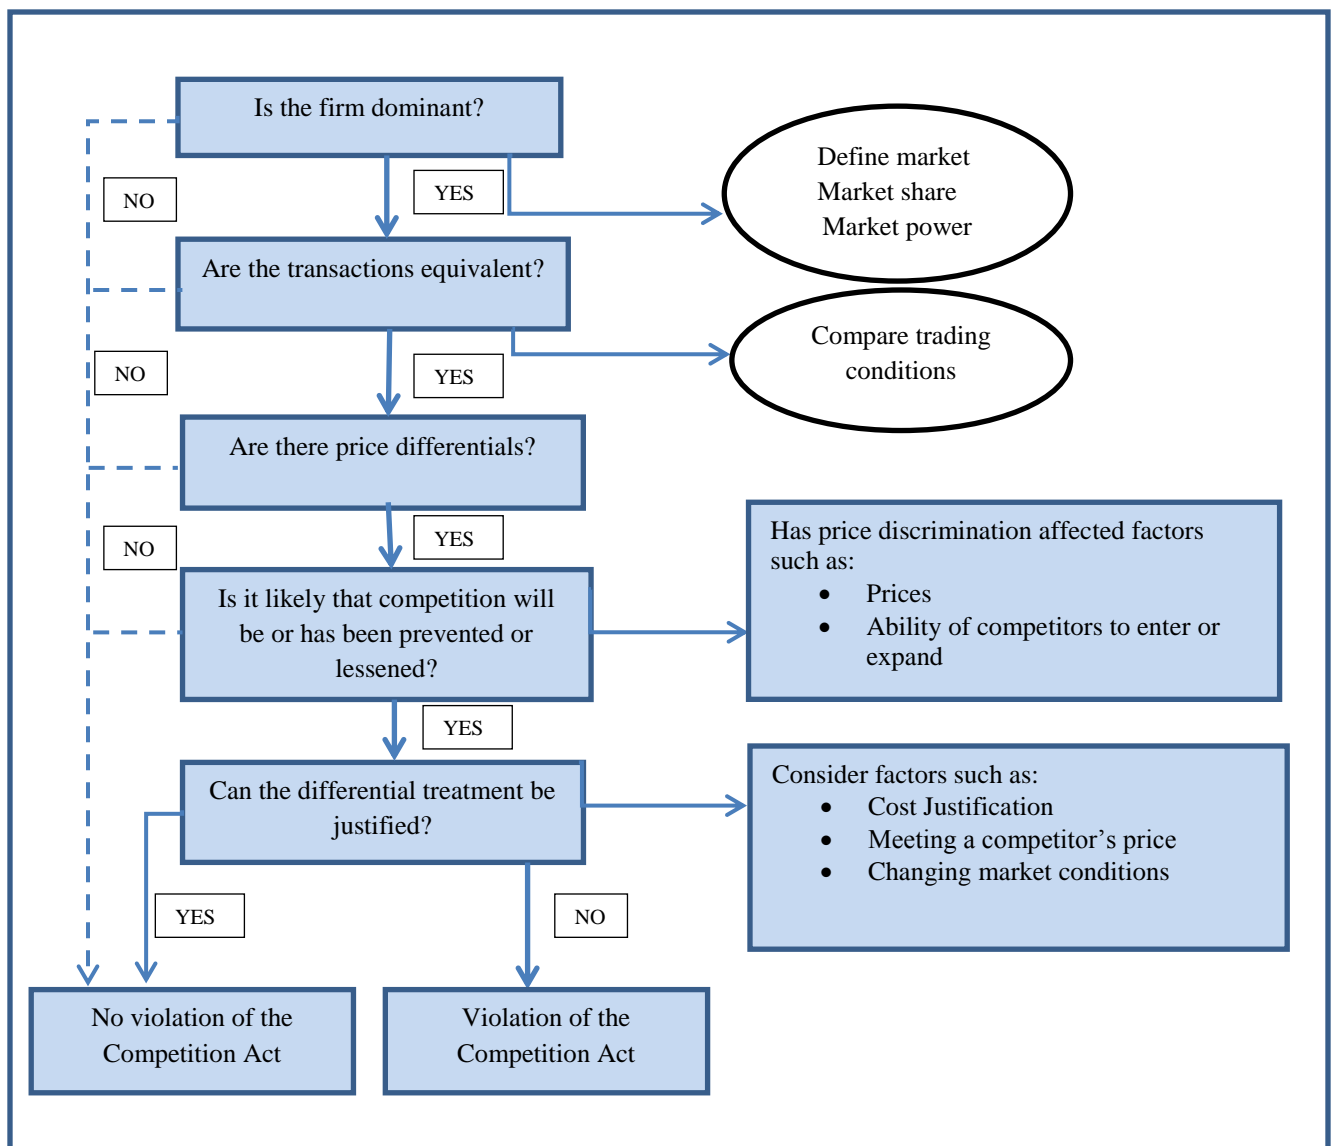 Is the firm dominant?
Define market
Market share
Market power
NO
YES
Are the transactions equivalent?
Compare trading
conditions
NO
YES
Are there price differentials?
Has price discrimination affected factors
such as:
• Prices
• Ability of competitors to enter or
expand
NO
YES
Is it likely that competition will
be or has been prevented or
lessened?
YES
Can the differential treatment be
justified?
Consider factors such as:
• Cost Justification
• Meeting a competitor’s price
• Changing market conditions
YES
NO
No violation of the
Competition Act
Violation of the
Competition Act